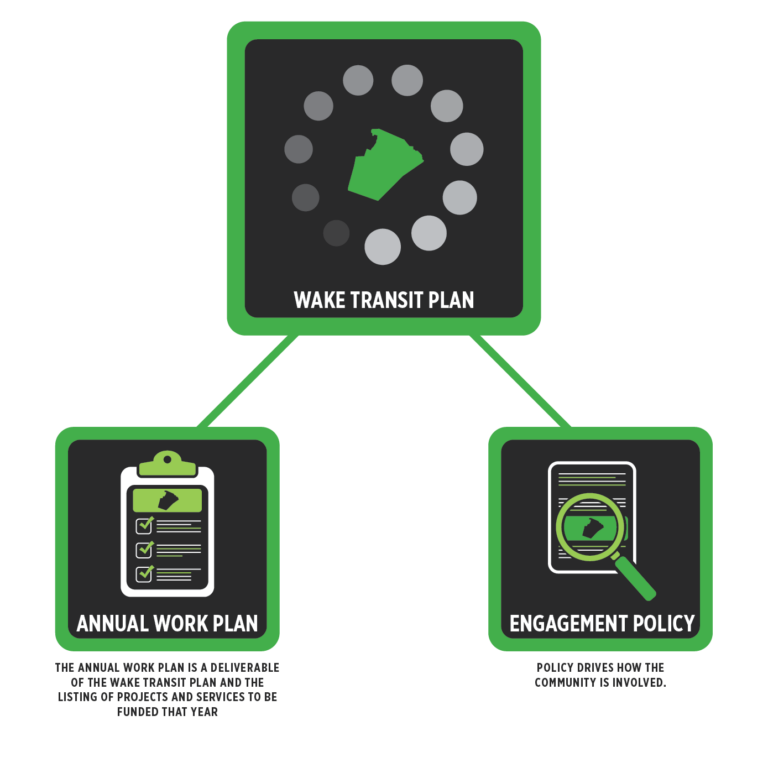 WAKE TRANSIT PLAN
ANNUAL WORK PLAN
THE ANNUAL WORK PLAN IS A DELIVERABLE
OF THE WAKE TRANSIT PLAN AND THE
LISTING OF PROJECTS AND SERVICES TO BE
FUNDED THAT YEAR
ENGAGEMENT POLICY
POLICY DRIVES HOW THE
COMMUNITY IS INVOLVED.